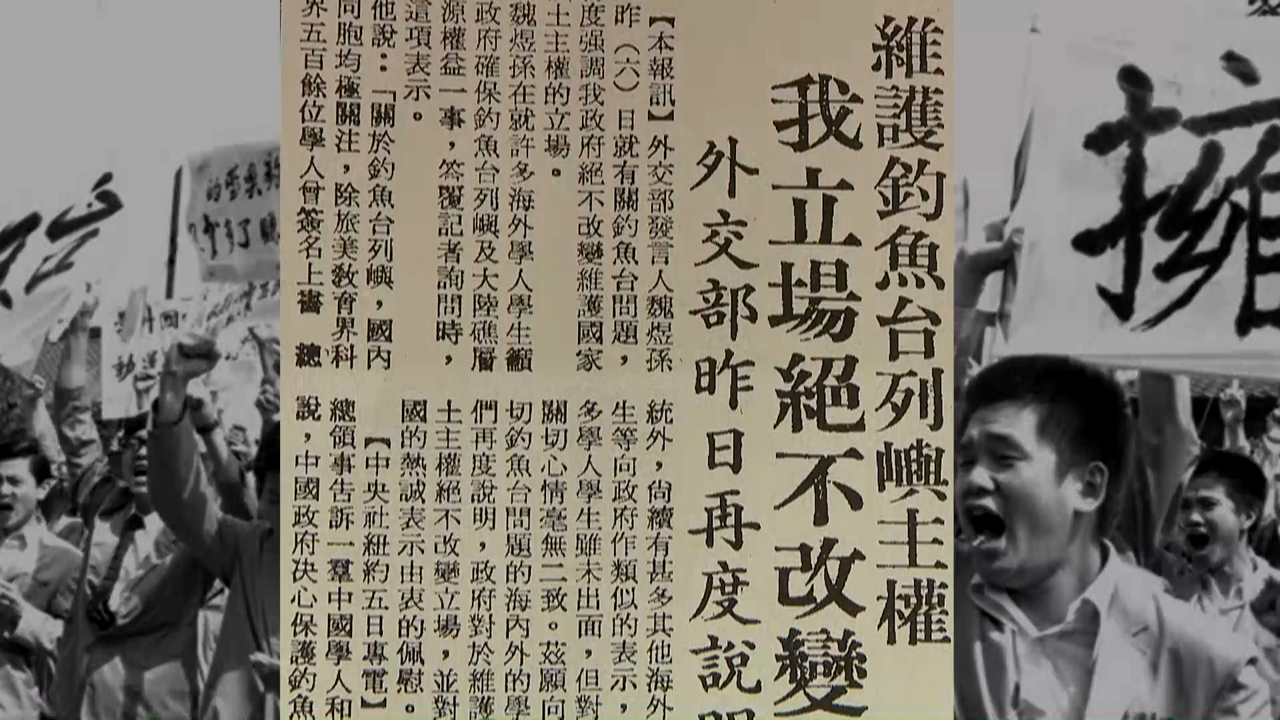 維護釣魚台列嶼主權
我立場絕不改變
外交部昨日再度說明
【本報訊】外交部發言人魏煜孫
昨（六）日就有關釣魚台問題，
度强調我政府絕不改變維護國家
土主權的立場。
魏煜孫在就許多海外學人學生籲
政府確保釣魚台列嶼及大陸礁層
源權益一事，答覆記者詢問時，
這項表示。
他說：「關於釣魚台列嶼，國內
同胞均極關注，除旅美教育界科
界五百餘位學人曾簽名上書　總
統外，尚續有甚多其他海外
生等向政府作類似的表示，
多學人學生雖未出面，但對
關切心情毫無二致。茲願向
切釣魚台問題的海內外的學
們再度說明，政府對於維護
土主權絕不改變立場，並對
國的熱誠表示由衷的佩慰。
【中央社紐約五日專電】
總領事告訴一羣中國學人和
說，中國政府決心保護釣魚
擁